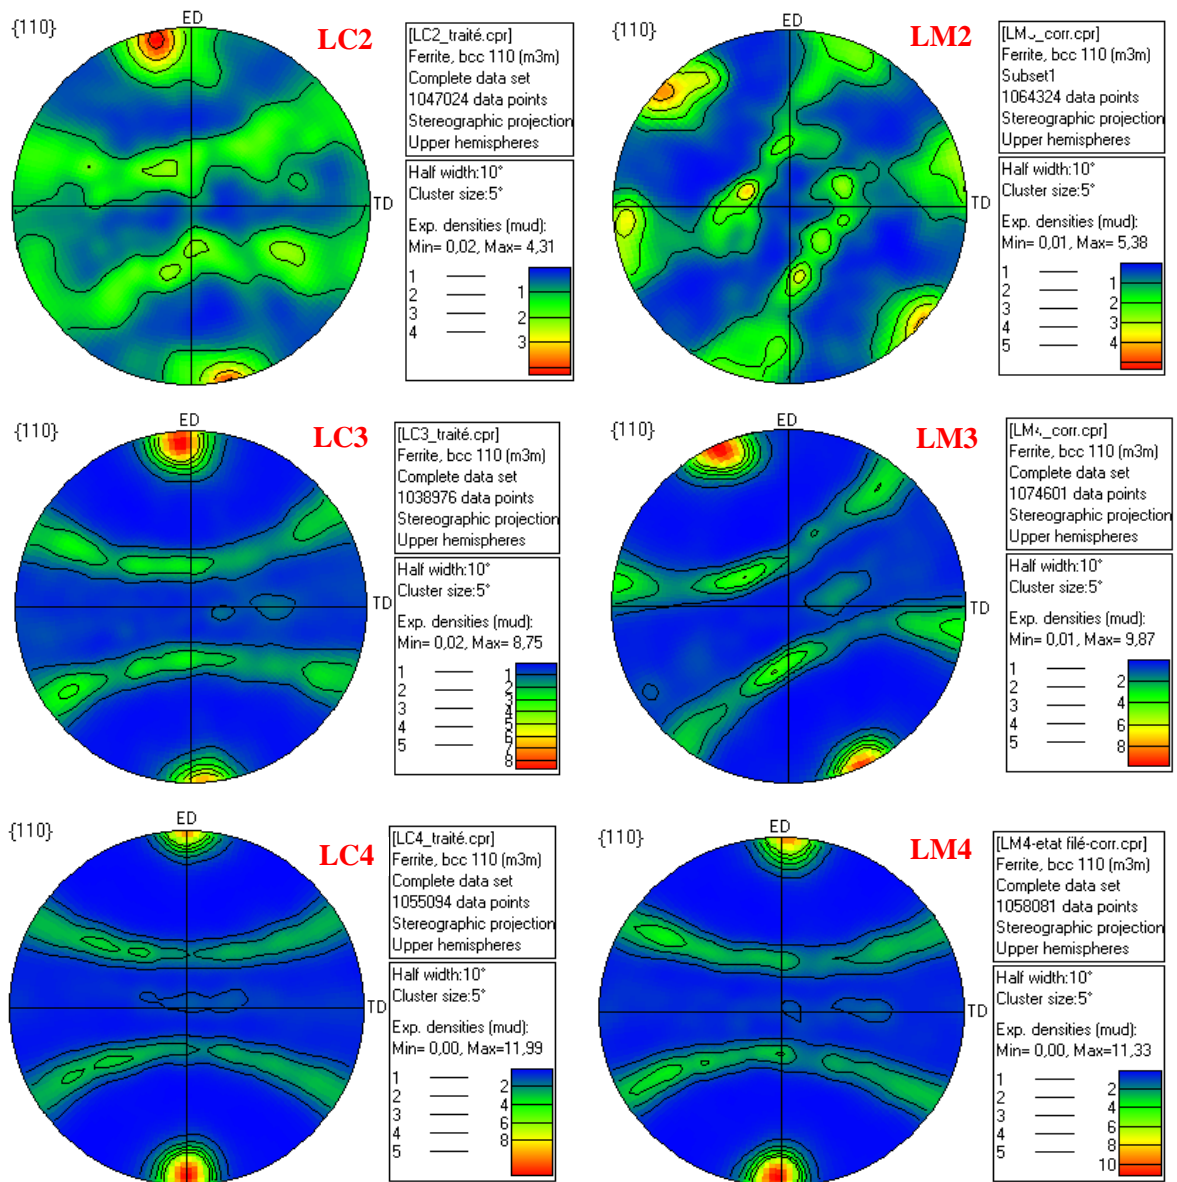 {110}
ED
LC2
TD
[LC2_traité.cpr]
Ferrite, bcc 110 (m3m)
Complete data set
1047024 data points
Stereographic projection
Upper hemispheres
Half width:10°
Cluster size:5°
Exp. densities (mud):
Min= 0,02, Max= 4,31
1
2
3
4
1
2
3
{110}
ED
LM2
TD
Ferrite, bcc 110 (m3m)
Subset1
1064324 data points
Stereographic projection
Upper hemispheres
Half width:10°
Cluster size:5°
Exp. densities (mud):
Min= 0,01, Max= 5,38
1
2
3
4
5
1
2
3
4
{110}
ED
LC3
TD
[LC3_traité.cpr]
Ferrite, bcc 110 (m3m)
Complete data set
1038976 data points
Stereographic projection
Upper hemispheres
Half width:10°
Cluster size:5°
Exp. densities (mud):
Min= 0,02, Max= 8,75
1
2
3
4
5
1
2
3
4
5
6
7
8
{110}
ED
LM3
TD
Ferrite, bcc 110 (m3m)
Complete data set
1074601 data points
Stereographic projection
Upper hemispheres
Half width:10°
Cluster size:5°
Exp. densities (mud):
Min= 0,01, Max= 9,87
1
2
3
4
5
2
4
6
8
{110}
ED
LC4
TD
[LC4_traité.cpr]
Ferrite, bcc 110 (m3m)
Complete data set
1055094 data points
Stereographic projection
Upper hemispheres
Half width:10°
Cluster size:5°
Exp. densities (mud):
Min= 0,00, Max=11,99
1
2
3
4
5
2
4
6
8
{110}
ED
LM4
TD
[LM4-etat filé-corr.cpr]
Ferrite, bcc 110 (m3m)
Complete data set
1058081 data points
Stereographic projection
Upper hemispheres
Half width:10°
Cluster size:5°
Exp. densities (mud):
Min= 0,00, Max=11,33
1
2
3
4
5
2
4
6
8
10